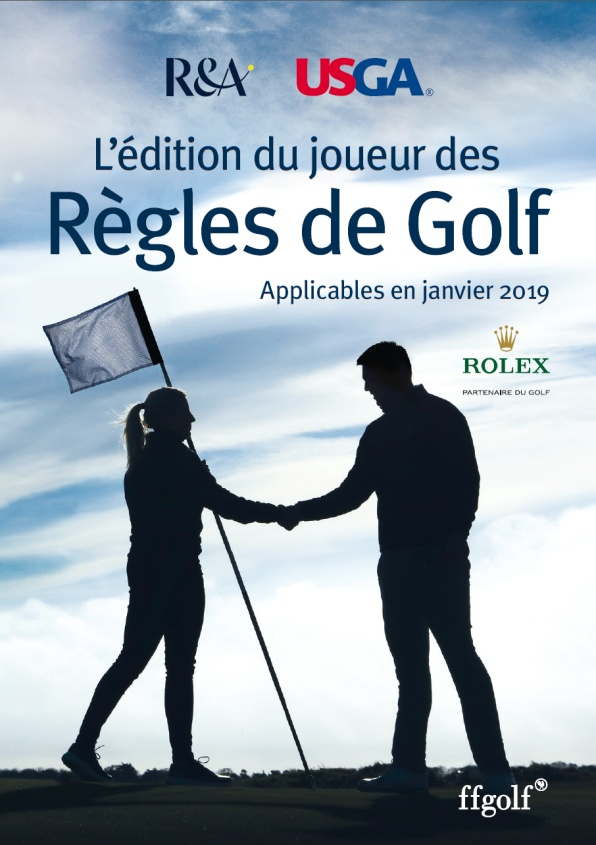 R&A USGA®
L'édition du joueur des
Règles de Golf
Applicables en janvier 2019
ROLEX
PARTENAIRE DU GOLF
ffgolf